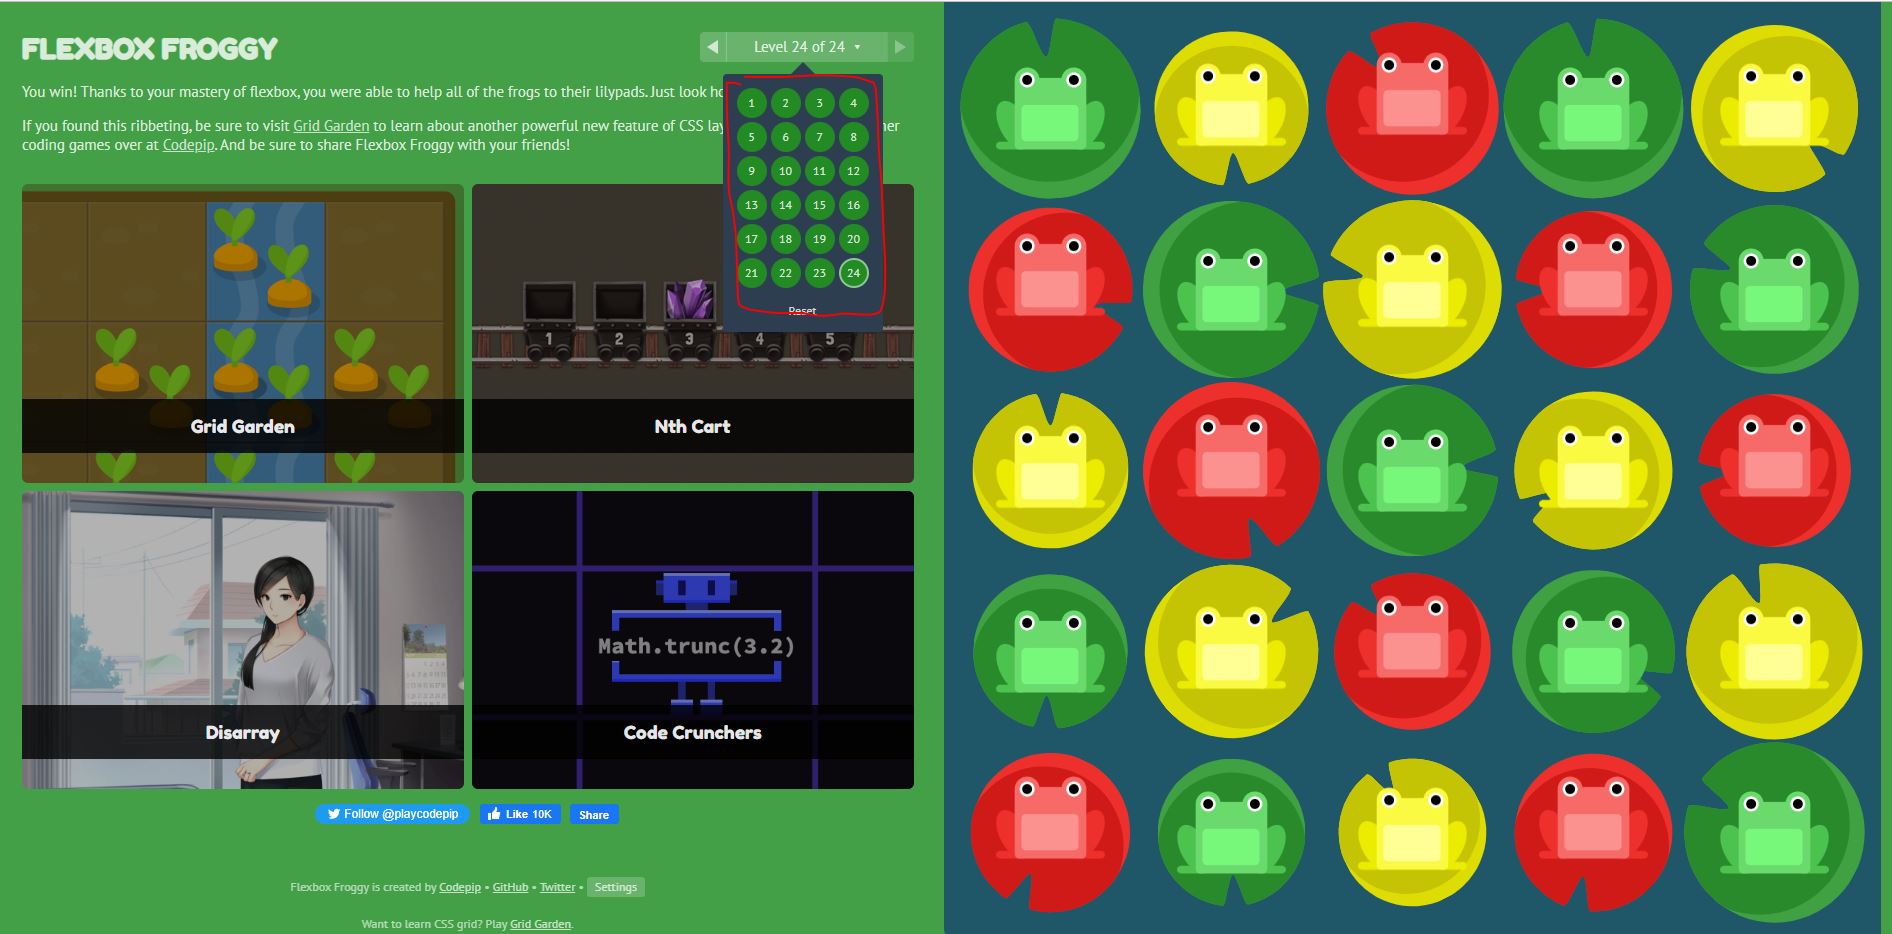 FLEXBOX FROGGY
Level 24 of 24
You win! Thanks to your mastery of flexbox, you were able to help all of the frogs to their lilypads. Just look
If you found this ribbeting, be sure to visit Grid Garden to learn about another powerful new feature of CSS
coding games over at Codepip. And be sure to share Flexbox Froggy with your friends!
1 2 3 4
5 6 7 8
9 10 11 12
13 14 15 16
17 18 19 20
21 22 23 24
Reset
1 2 3 4 5
Grid Garden
Nth Cart
Math.trunc(3.2)
Disarray
Code Crunchers
Follow @playcodepip
Like 10K
Share
Flexbox Froggy is created by Codepip • GitHub • Twitter • Settings
Want to learn CSS grid? Play Grid Garden.